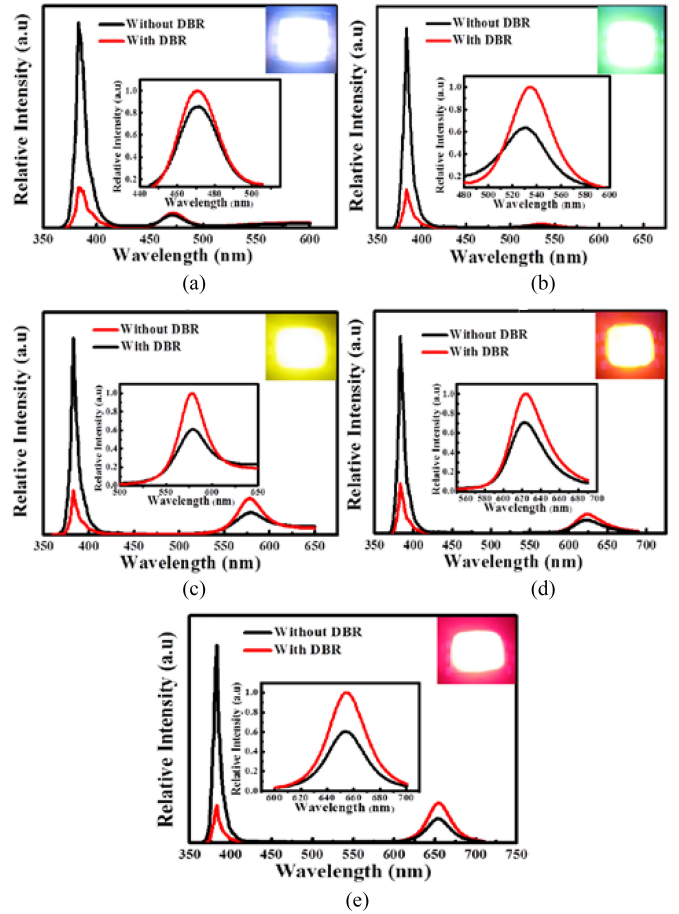 Without DBR
With DBR
Relative Intensity (a.u)
Relative Intensity (a.u)
1.0
0.8
0.6
0.4
0.2
440 460 480 500
Wavelength (nm)
350 400 450 500 550 600
Wavelength (nm)
(a)
Without DBR
With DBR
Relative Intensity (a.u)
Relative Intensity (a.u)
1.0
0.8
0.6
0.4
0.2
480 500 520 540 560 580 600
Wavelength (nm)
350 400 450 500 550 600 650
Wavelength (nm)
(b)
Without DBR
With DBR
Relative Intensity (a.u)
Relative Intensity (a.u)
1.0
0.8
0.6
0.4
0.2
0.0
500 550 600 650
Wavelength (nm)
350 400 450 500 550 600 650
Wavelength (nm)
(c)
Without DBR
With DBR
Relative Intensity (a.u)
Relative Intensity (a.u)
1.0
0.8
0.6
0.4
0.2
0.0
560 580 600 620 640 660 680 700
Wavelength (nm)
350 400 450 500 550 600 650 700
Wavelength (nm)
(d)
Without DBR
With DBR
Relative Intensity (a.u)
Relative Intensity (a.u)
1.0
0.8
0.6
0.4
0.2
0.0
600 620 640 660 680 700
Wavelength (nm)
350 400 450 500 550 600 650 700 750
Wavelength (nm)
(e)